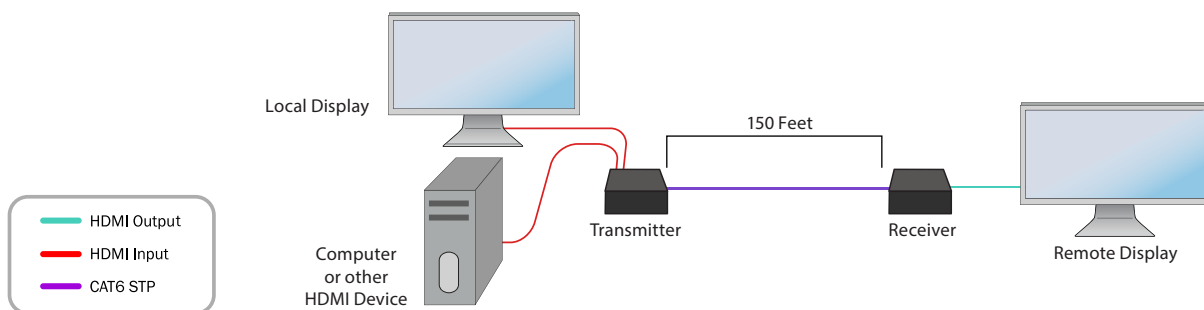 Local Display
150 Feet
Transmitter
Receiver
Remote Display
Computer
or other
HDMI Device
HDMI Output
HDMI Input
CAT6 STP